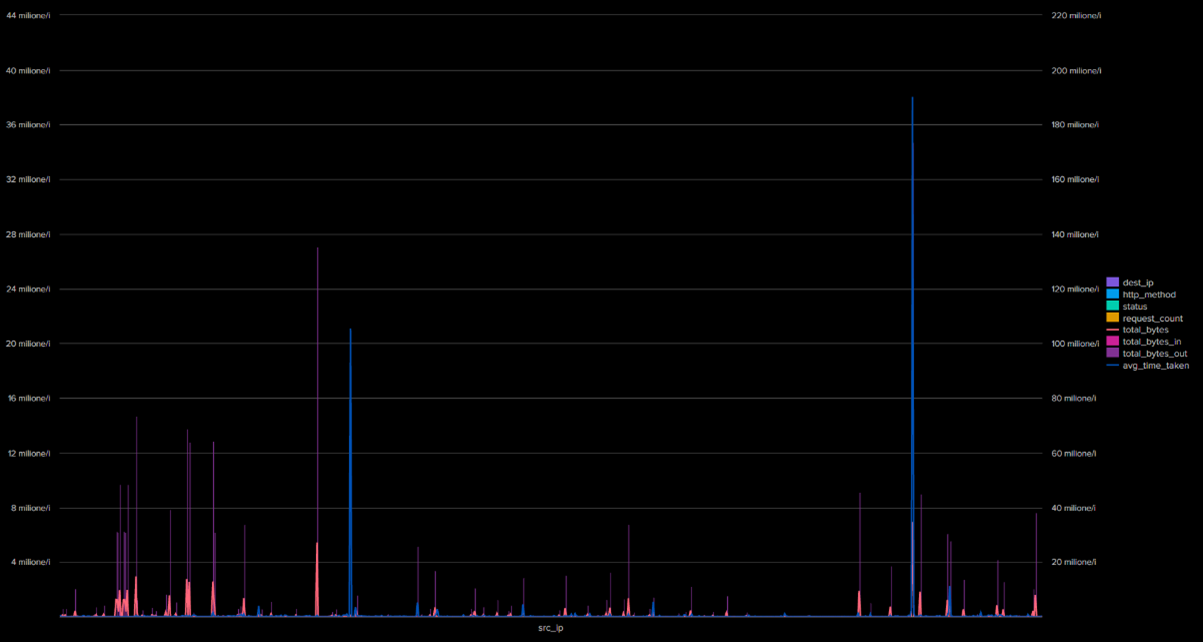 44 milione/i
40 milione/i
36 milione/i
32 milione/i
28 milione/i
24 milione/i
20 milione/i
16 milione/i
12 milione/i
8 milione/i
4 milione/i
220 milione/i
200 milione/i
180 milione/i
160 milione/i
140 milione/i
120 milione/i
100 milione/i
80 milione/i
60 milione/i
40 milione/i
20 milione/i
src_ip
dest_ip
http_method
status
request_count
total_bytes
total_bytes_in
total_bytes_out
avg_time_taken